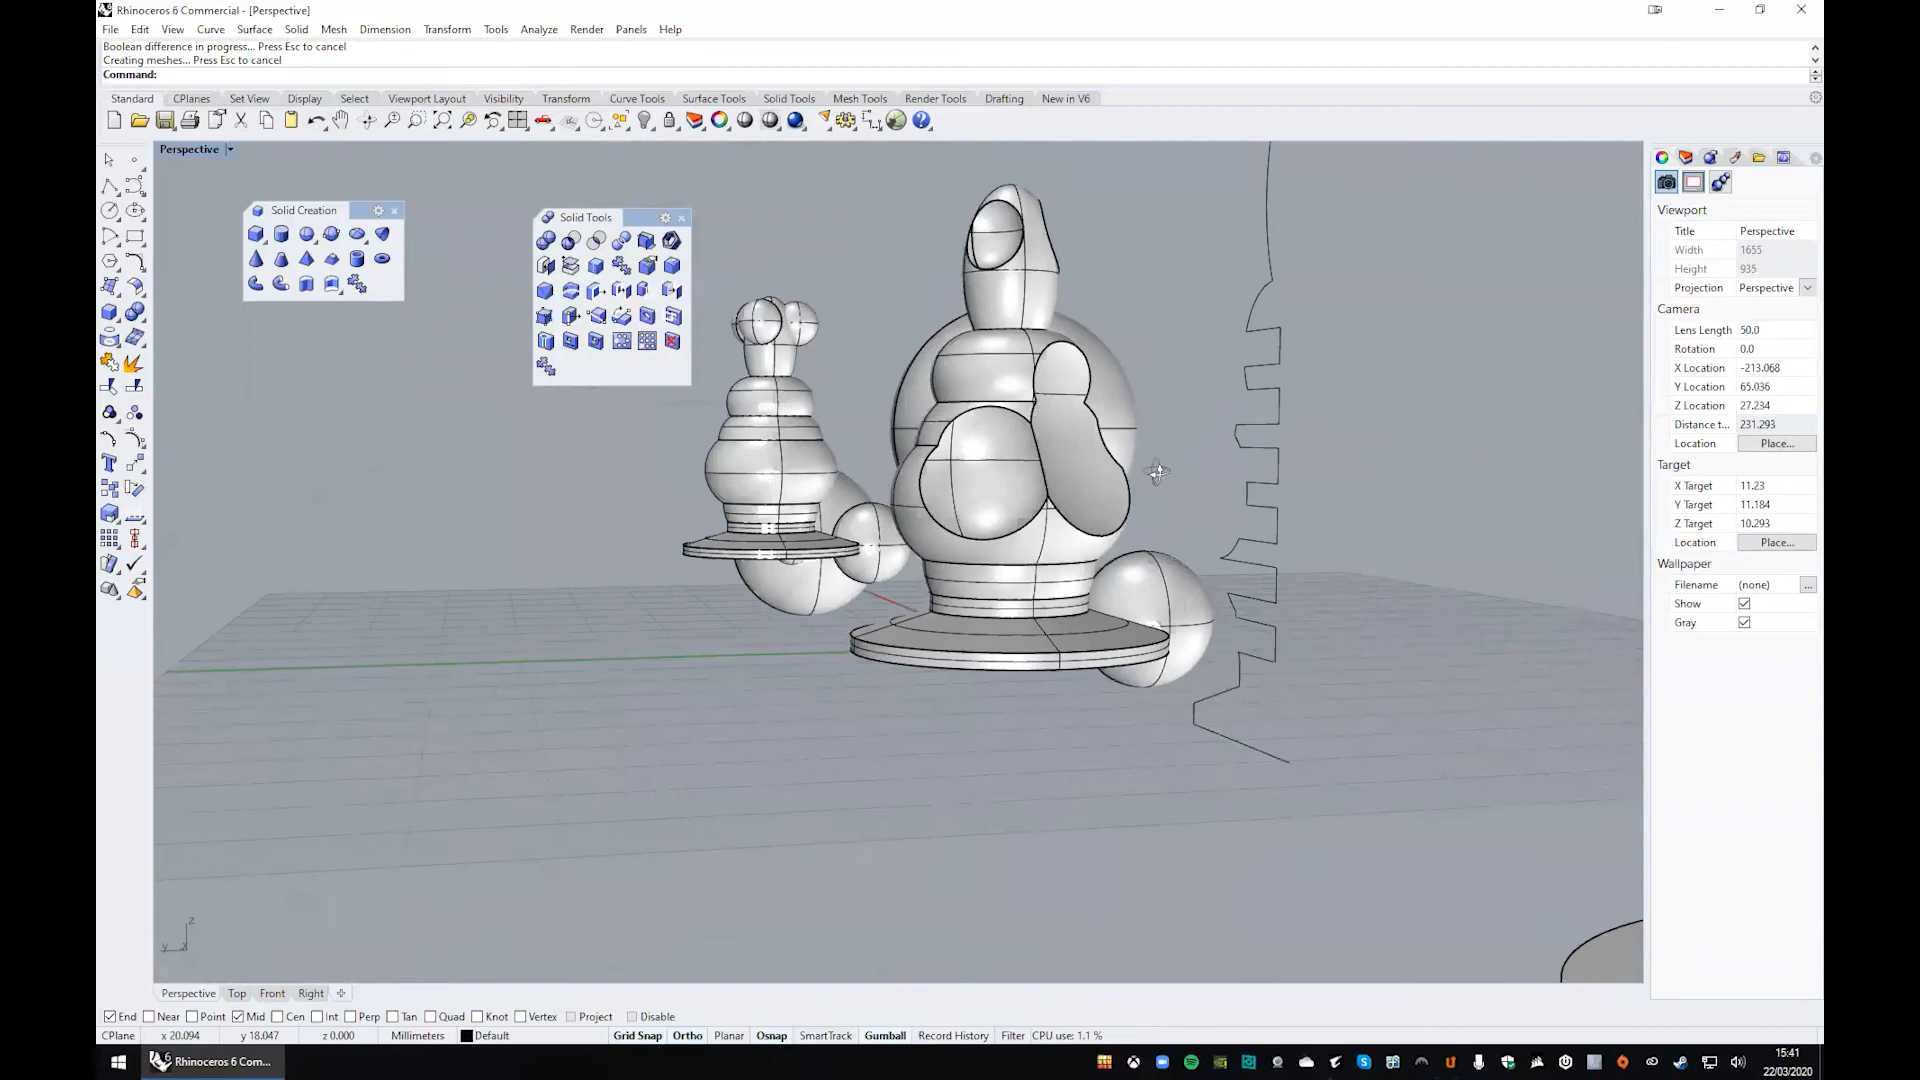 Rhinoceros 6 Commercial - [Perspective]
File Edit View Curve Surface Solid Mesh Dimension Transform Tools Analyze Render Panels Help
Boolean difference in progress... Press Esc to cancel
Creating meshes... Press Esc to cancel
Command:
Standard CPlanes Set View Display Select Viewport Layout Visibility Transform Curve Tools Surface Tools Solid Tools Mesh Tools Render Tools Drafting New in V6
Perspective
Solid Creation
Solid Tools
Viewport
Title Perspective
Width 1655
Height 935
Projection Perspective
Camera
Lens Length 50.0
Rotation 0.0
X Location -213.068
Y Location 65.036
Z Location 27.234
Distance t... 231.293
Location Place...
Target
X Target 11.23
Y Target 11.184
Z Target 10.293
Location Place...
Wallpaper
Filename (none) ...
Show
Gray
z
y x
Perspective Top Front Right
End Near Point Mid Cen Int Perp Tan Quad Knot Vertex Project Disable
CPlane x 20.094 y 18.047 z 0.000 Millimeters Default Grid Snap Ortho Planar Osnap SmartTrack Gumball Record History Filter CPU use: 1.1 %
Rhinoceros 6 Com...
15:41
22/03/2020